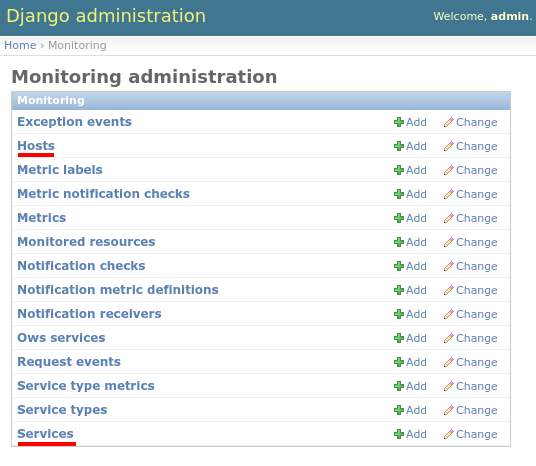 Django administration
Welcome, admin.
Home › Monitoring
Monitoring administration
Monitoring
Exception events Add Change
Hosts Add Change
Metric labels Add Change
Metric notification checks Add Change
Metrics Add Change
Monitored resources Add Change
Notification checks Add Change
Notification metric definitions Add Change
Notification receivers Add Change
Ows services Add Change
Request events Add Change
Service type metrics Add Change
Service types Add Change
Services Add Change